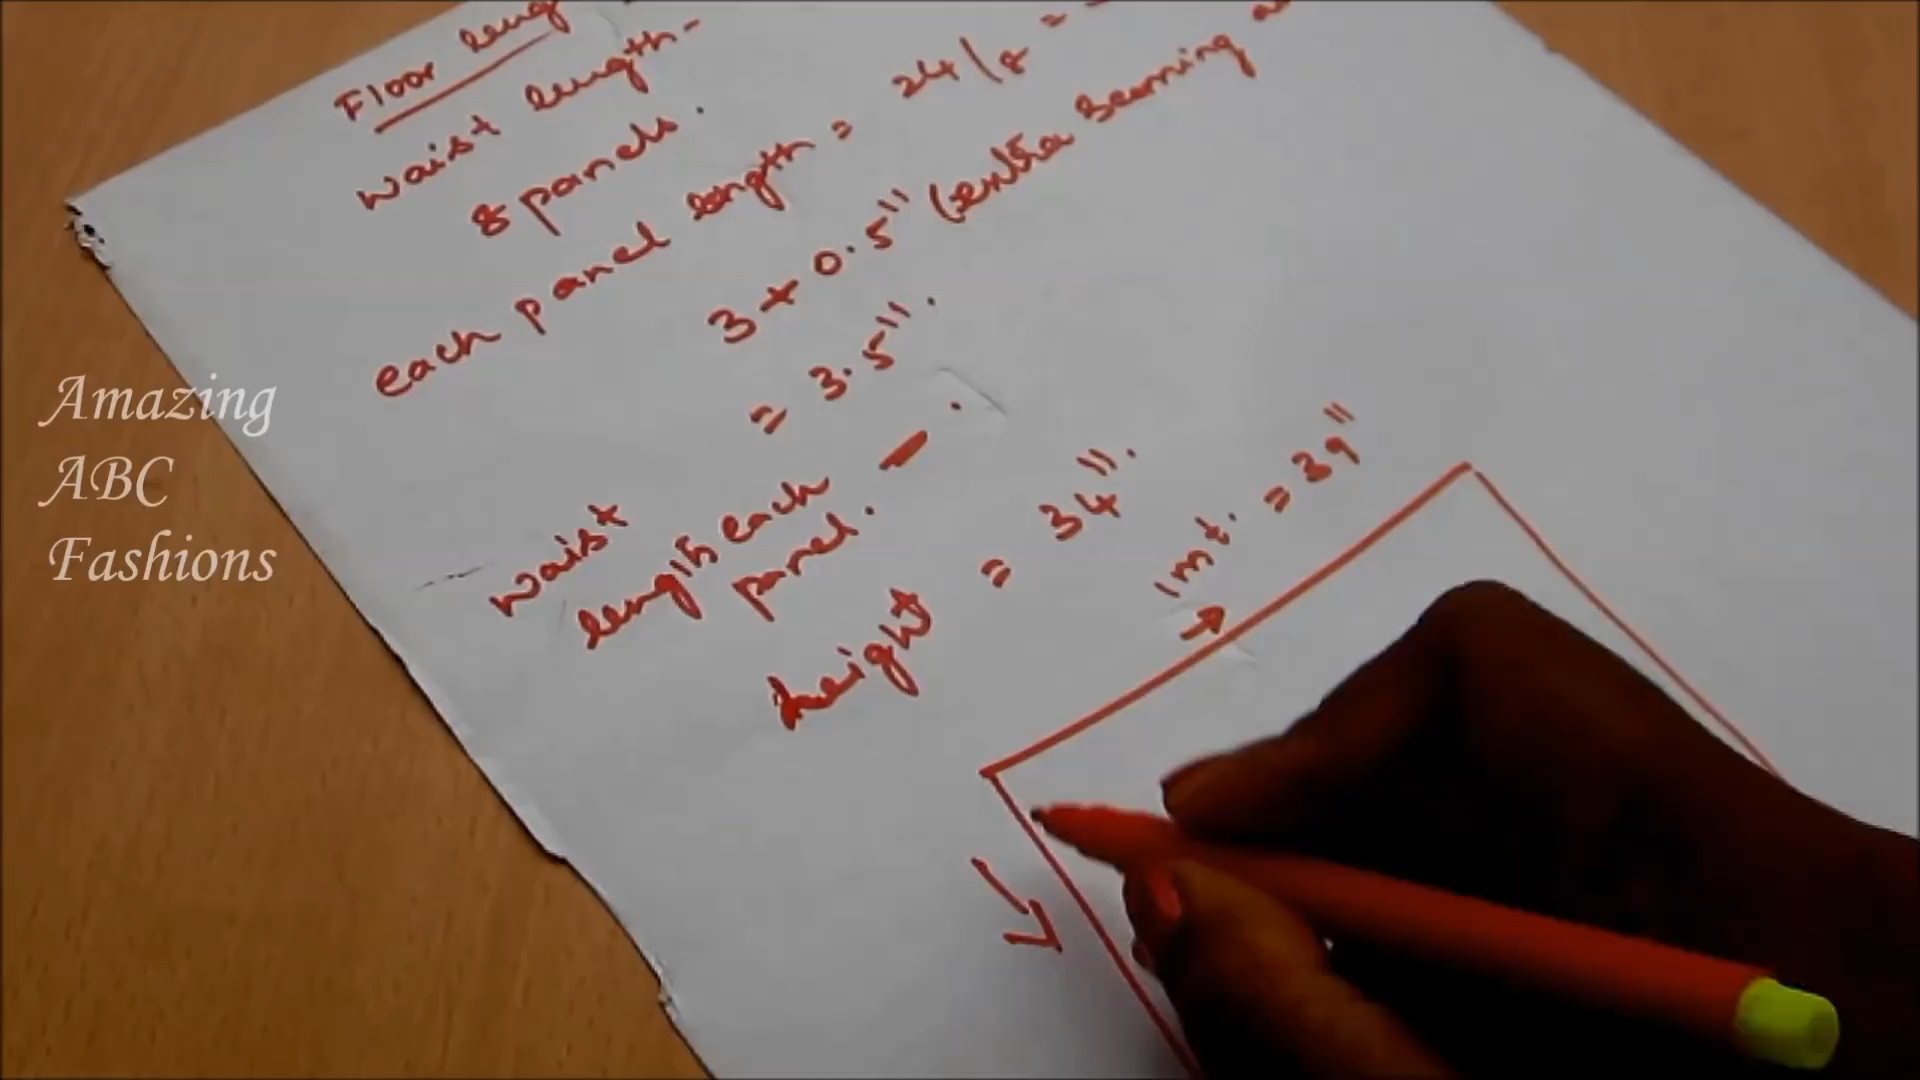 Floor leng
waist length-
8 panels.
each panel length = 24/8 =
3 + 0.5" (extra seaming
= 3.5".
waist
length each
panel.
height = 34".
1mt. = 39"
Amazing
ABC
Fashions